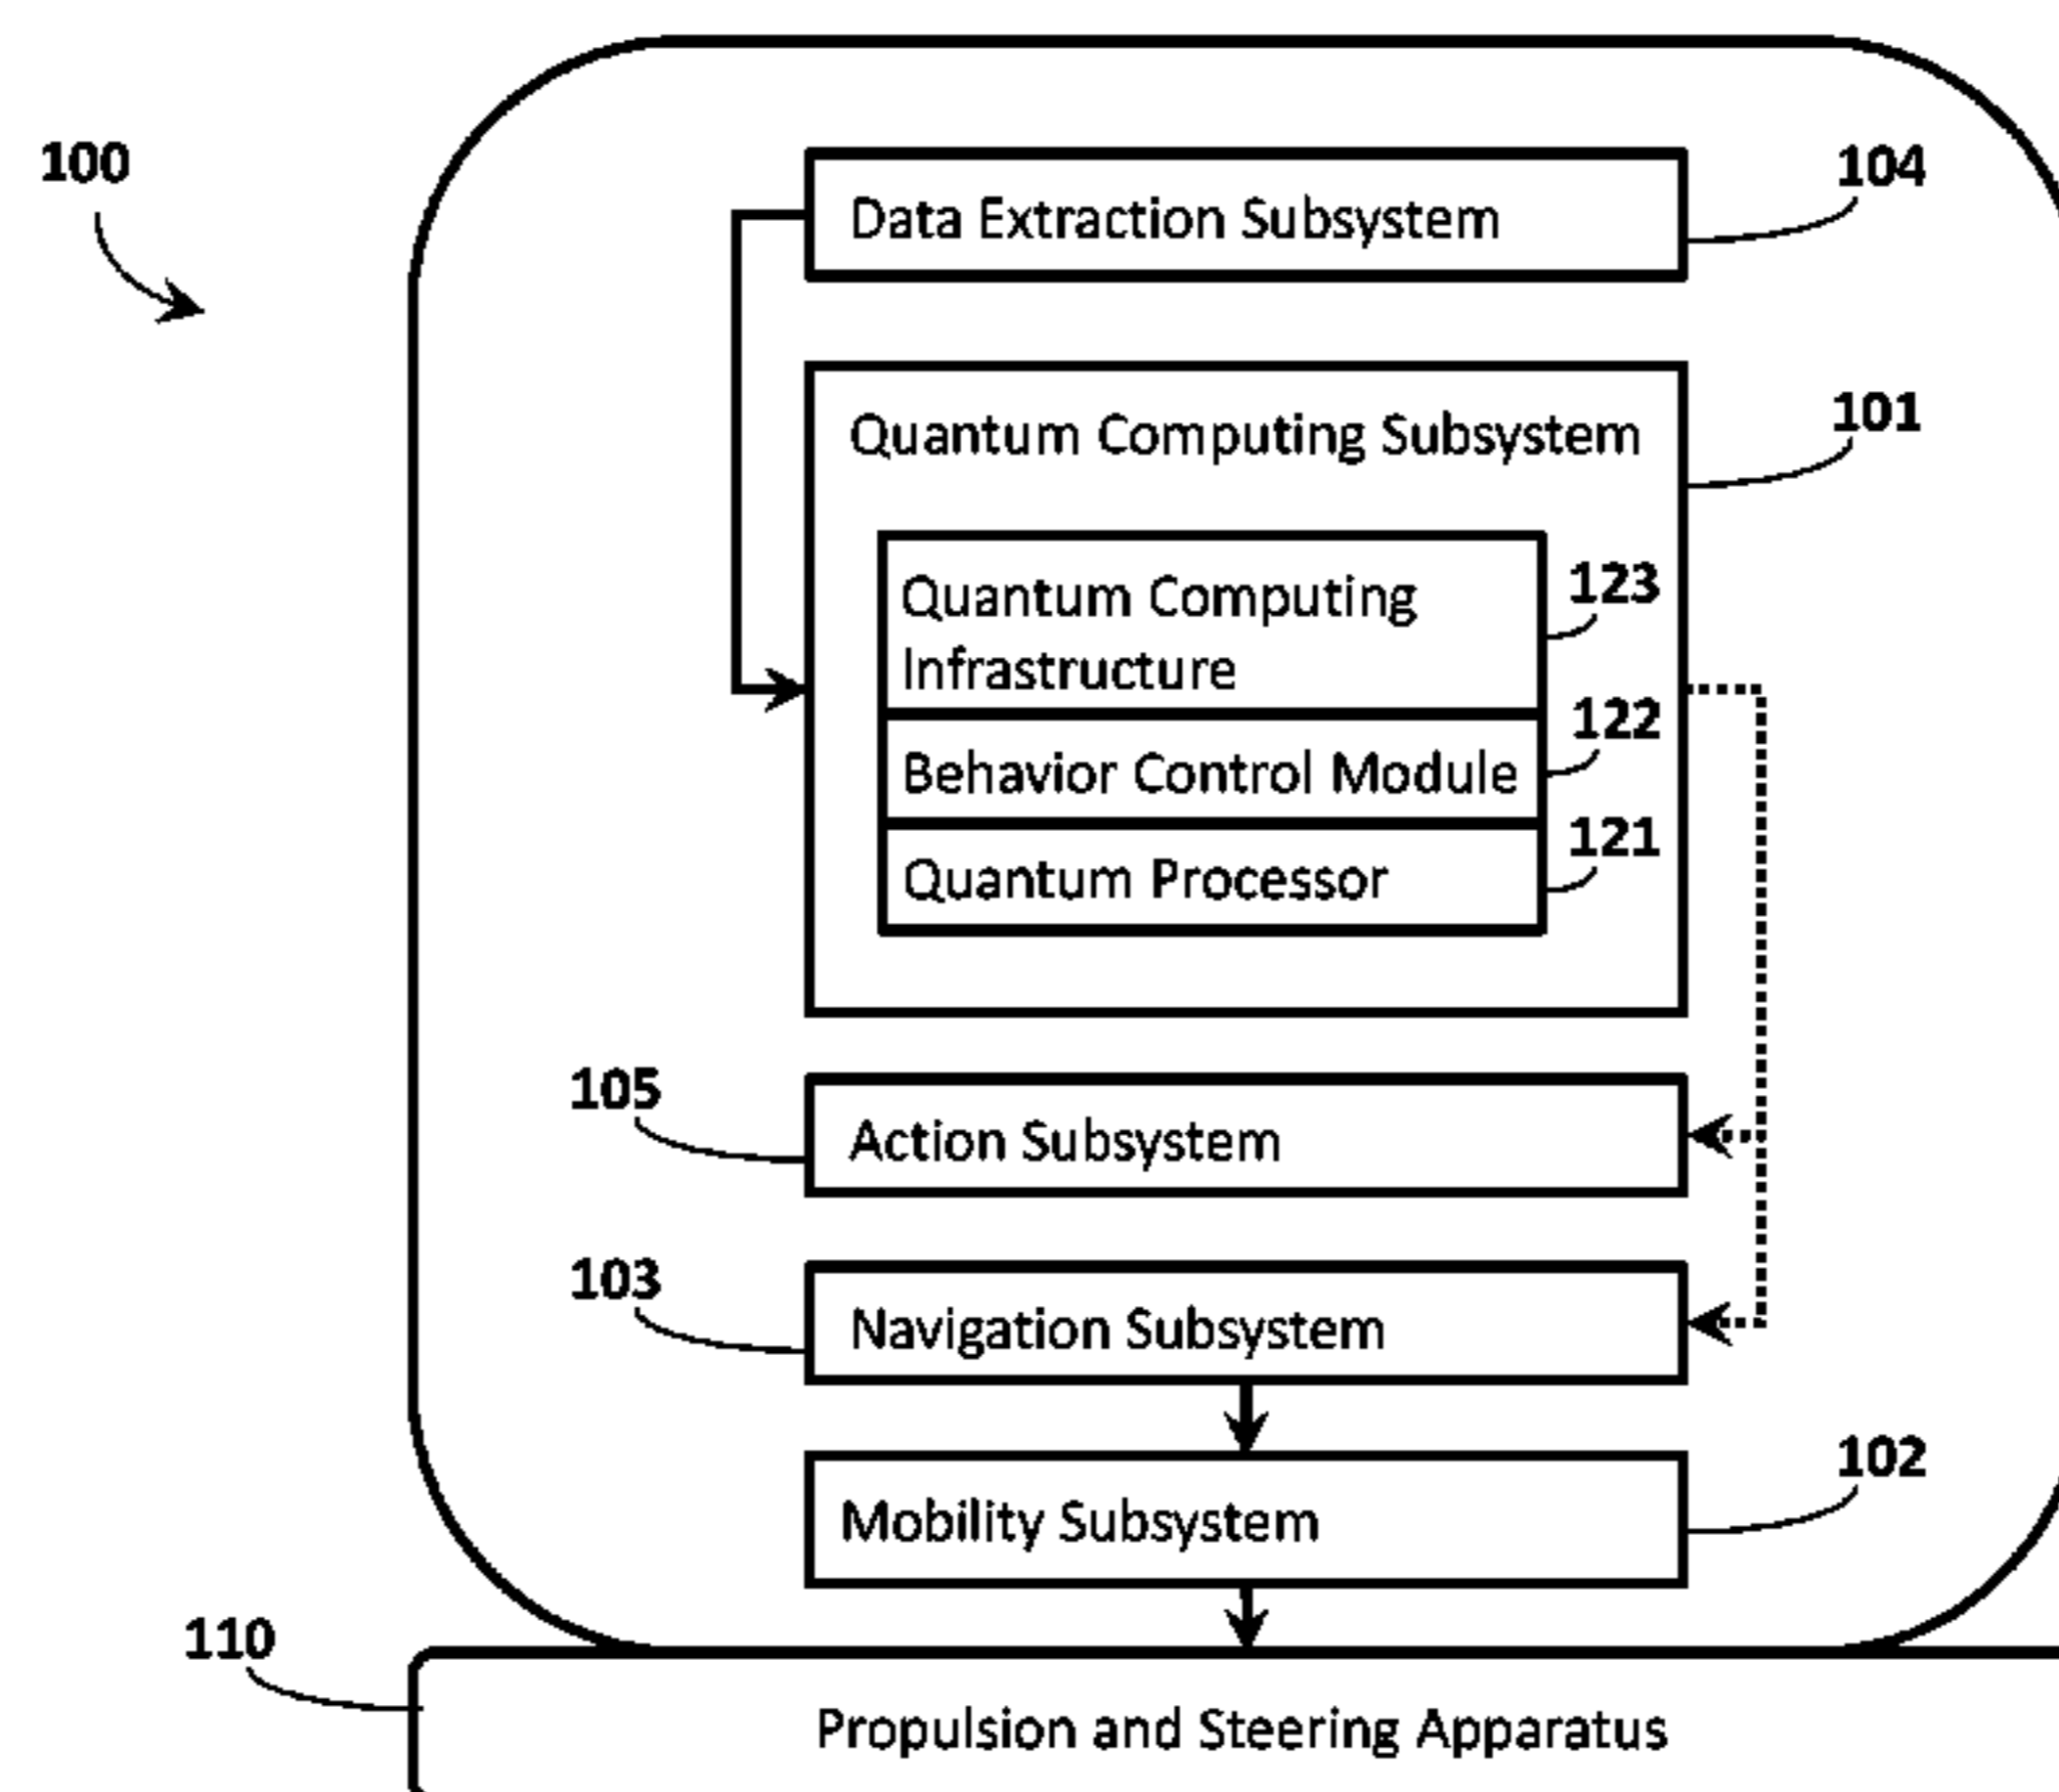 100
Data Extraction Subsystem
104
Quantum Computing Subsystem
101
Quantum Computing
Infrastructure
123
Behavior Control Module
122
Quantum Processor
121
105
Action Subsystem
103
Navigation Subsystem
Mobility Subsystem
102
110
Propulsion and Steering Apparatus